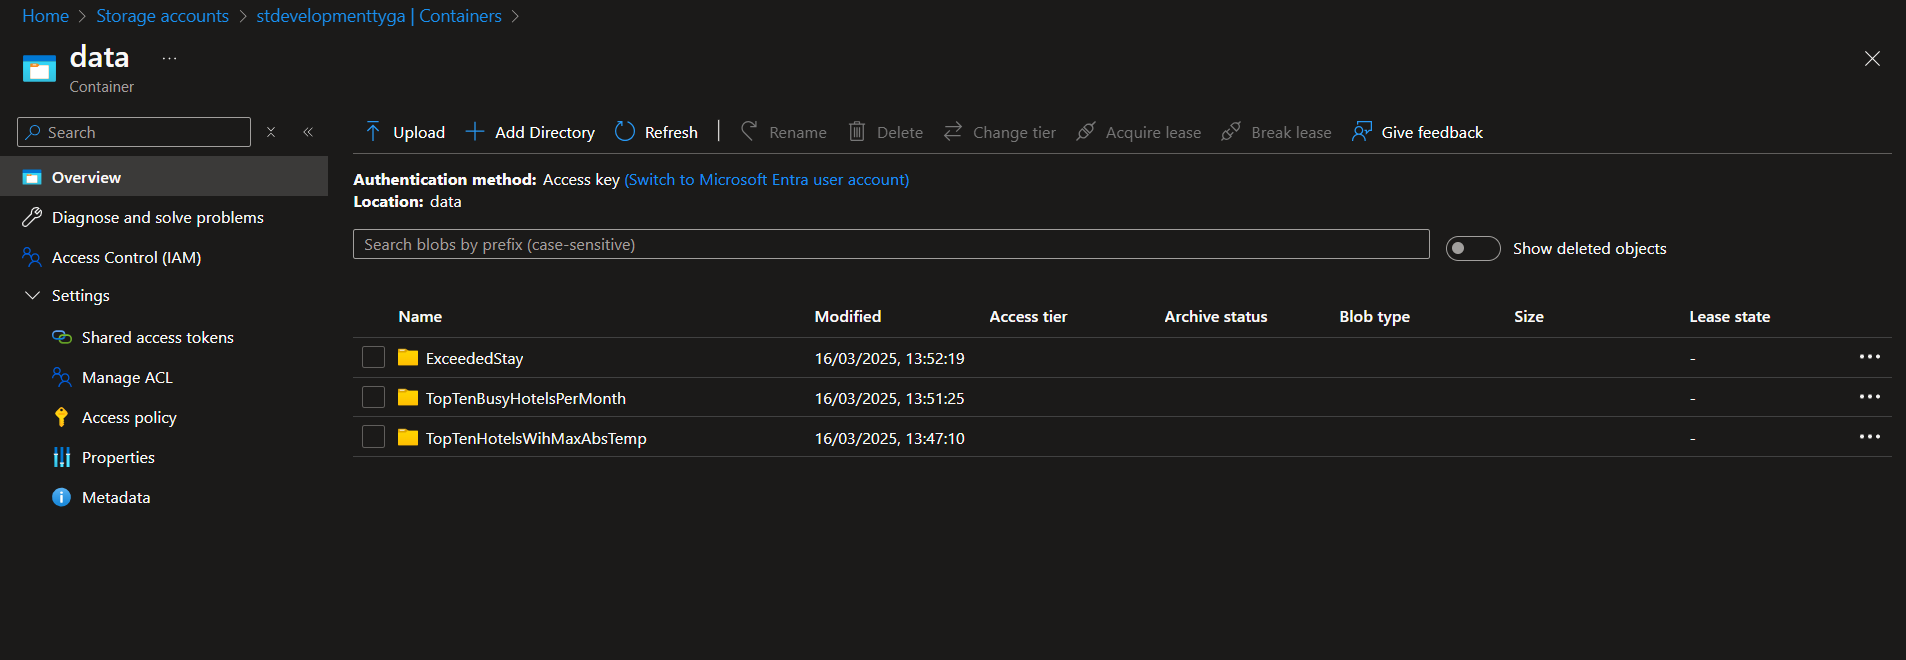 Home > Storage accounts > stdevelopmenttyga | Containers >
data ...
Container
Search
Overview
Diagnose and solve problems
Access Control (IAM)
Settings
Shared access tokens
Manage ACL
Access policy
Properties
Metadata
Upload Add Directory Refresh | Rename Delete Change tier Acquire lease Break lease Give feedback
Authentication method: Access key (Switch to Microsoft Entra user account)
Location: data
Search blobs by prefix (case-sensitive) Show deleted objects
Name Modified Access tier Archive status Blob type Size Lease state
ExceededStay 16/03/2025, 13:52:19 - ...
TopTenBusyHotelsPerMonth 16/03/2025, 13:51:25 - ...
TopTenHotelsWihMaxAbsTemp 16/03/2025, 13:47:10 - ...